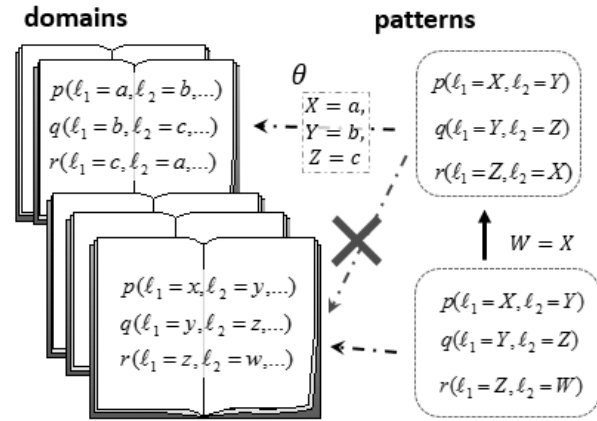 domains
patterns
p(ℓ₁ = a, ℓ₂ = b,...)
q(ℓ₁ = b, ℓ₂ = c,...)
r(ℓ₁ = c, ℓ₂ = a,...)
θ
X = a,
Y = b,
Z = c
p(ℓ₁ = X, ℓ₂ = Y)
q(ℓ₁ = Y, ℓ₂ = Z)
r(ℓ₁ = Z, ℓ₂ = X)
W = X
p(ℓ₁ = x, ℓ₂ = y,...)
q(ℓ₁ = y, ℓ₂ = z,...)
r(ℓ₁ = z, ℓ₂ = w,...)
p(ℓ₁ = X, ℓ₂ = Y)
q(ℓ₁ = Y, ℓ₂ = Z)
r(ℓ₁ = Z, ℓ₂ = W)